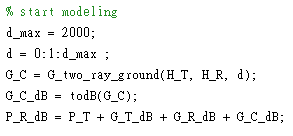 % start modeling
d_max = 2000;
d = 0:1:d_max ;
G_C = G_two_ray_ground(H_T, H_R, d);
G_C_dB = todB(G_C);
P_R_dB = P_T + G_T_dB + G_R_dB + G_C_dB;